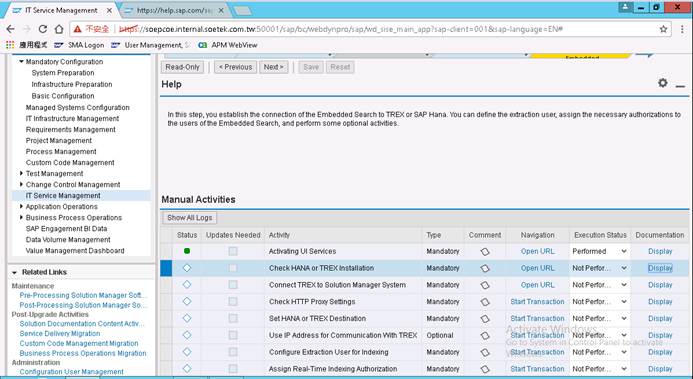 IT Service Management
https://help.sap.com/sa
不安全
https://soepcoe.internal.soetek.com.tw:50001/sap/bc/webdynpro/sap/wd_sise_main_app?sap-client=001&sap-language=EN#
應用程式
SMA Logon
User Management, S
APM WebView
Mandatory Configuration
System Preparation
Infrastructure Preparation
Basic Configuration
Managed Systems Configuration
IT Infrastructure Management
Requirements Management
Project Management
Process Management
Custom Code Management
Test Management
Change Control Management
IT Service Management
Application Operations
Business Process Operations
SAP Engagement BI Data
Data Volume Management
Value Management Dashboard
Related Links
Maintenance
Pre-Processing Solution Manager Soft...
Post-Processing Solution Manager So...
Post-Upgrade Activities
Solution Documentation Content Activ...
Service Delivery Migration
Custom Code Management Migration
Business Process Operations Migration
Administration
Configuration User Management
Embedded
Read-Only < Previous Next > Save Reset
Help
In this step, you establish the connection of the Embedded Search to TREX or SAP Hana. You can define the extraction user, assign the necessary authorizations to
the users of the Embedded Search, and perform some optional activities.
Manual Activities
Show All Logs
Status Updates Needed Activity Type Comment Navigation Execution Status Documentation
Activating UI Services Mandatory Open URL Performed Display
Check HANA or TREX Installation Mandatory Open URL Not Perfor... Display
Connect TREX to Solution Manager System Mandatory Open URL Not Perfor... Display
Check HTTP Proxy Settings Mandatory Start Transaction Not Perfor... Display
Set HANA or TREX Destination Mandatory Start Transaction Not Perfor... Display
Use IP Address for Communication With TREX Optional Start Transaction Not Perfor... Display
Configure Extraction User for Indexing Mandatory Start Transaction Not Perfor... Display
Assign Real-Time Indexing Authorization Mandatory Start Transaction Not Perfor... Display
Activate Windows
Go to System in Control Panel to activate